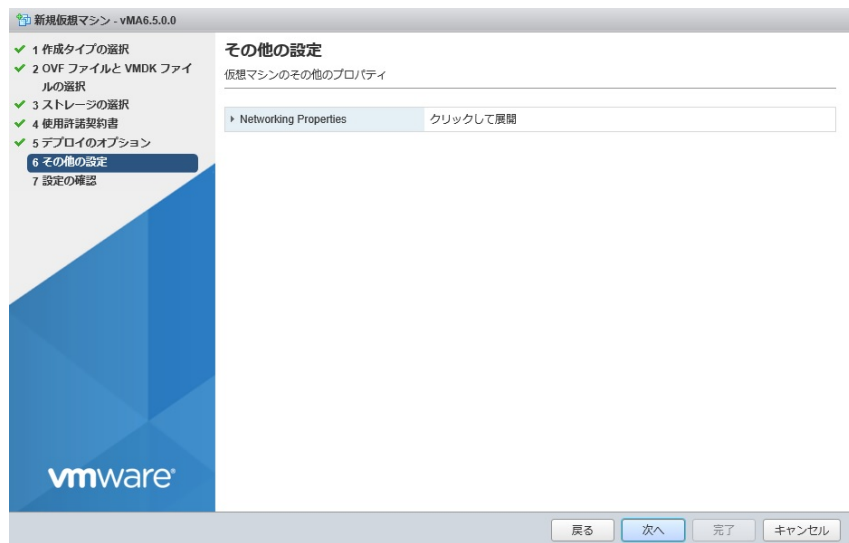 新規仮想マシン - vMA6.5.0.0
1 作成タイプの選択
2 OVF ファイルと VMDK ファイ
ルの選択
3 ストレージの選択
4 使用許諾契約書
5 デプロイのオプション
6 その他の設定
7 設定の確認
その他の設定
仮想マシンのその他のプロパティ
Networking Properties クリックして展開
vmware®
戻る 次へ 完了 キャンセル